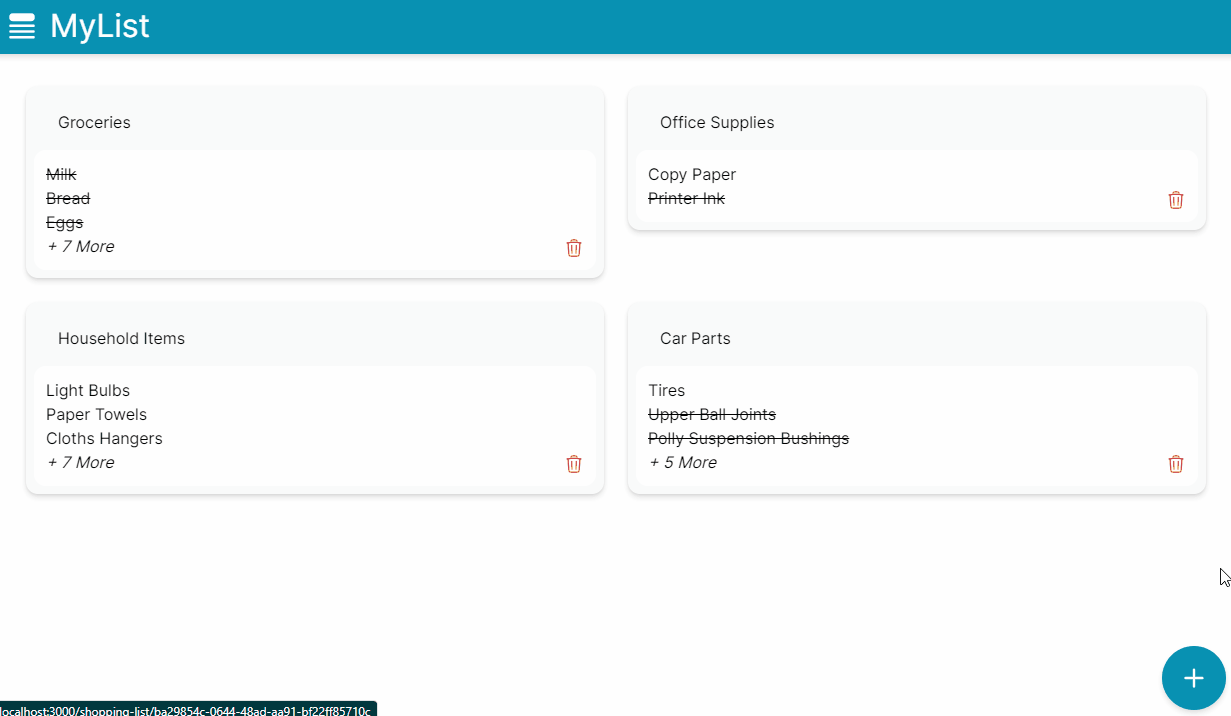 MyList
Groceries
Milk
Bread
Eggs
+ 7 More
Office Supplies
Copy Paper
Printer Ink
Household Items
Light Bulbs
Paper Towels
Cloths Hangers
+ 7 More
Car Parts
Tires
Upper Ball Joints
Polly Suspension Bushings
+ 5 More
localhost:3000/shopping-list/ba29854c-0644-48ad-aa91-bf22ff85710c